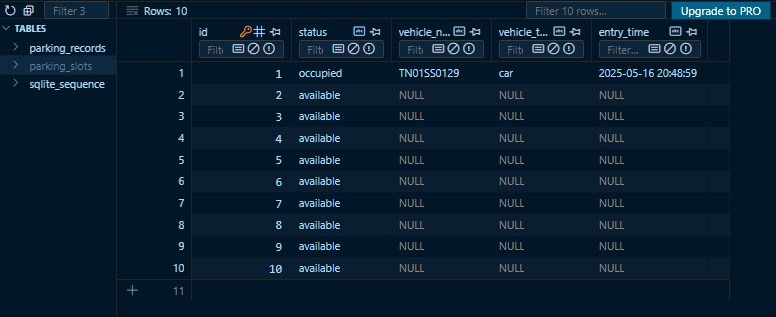 Filter 3
Rows: 10
Filter 10 rows...
Upgrade to PRO
TABLES
parking_records
parking_slots
sqlite_sequence
id status vehicle_n... vehicle_t... entry_time
Filt Filt Filt Filt Filter...
1 1 occupied TN01SS0129 car 2025-05-16 20:48:59
2 2 available NULL NULL NULL
3 3 available NULL NULL NULL
4 4 available NULL NULL NULL
5 5 available NULL NULL NULL
6 6 available NULL NULL NULL
7 7 available NULL NULL NULL
8 8 available NULL NULL NULL
9 9 available NULL NULL NULL
10 10 available NULL NULL NULL
11